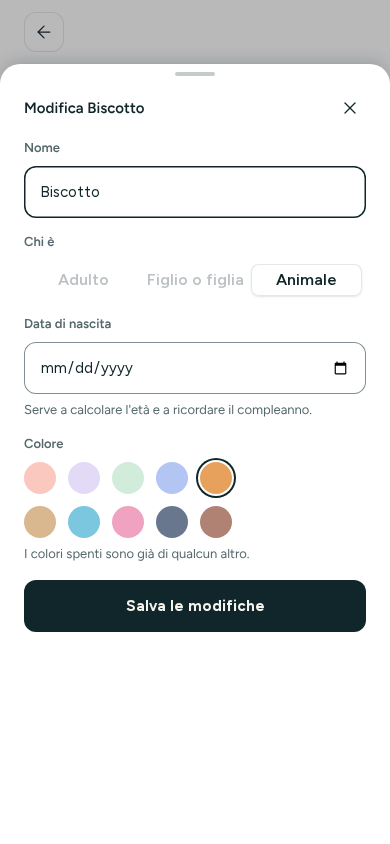 Modifica Biscotto
Nome
Biscotto
Chi è
Adulto Figlio o figlia Animale
Data di nascita
mm/dd/yyyy
Serve a calcolare l'età e a ricordare il compleanno.
Colore
I colori spenti sono già di qualcun altro.
Salva le modifiche